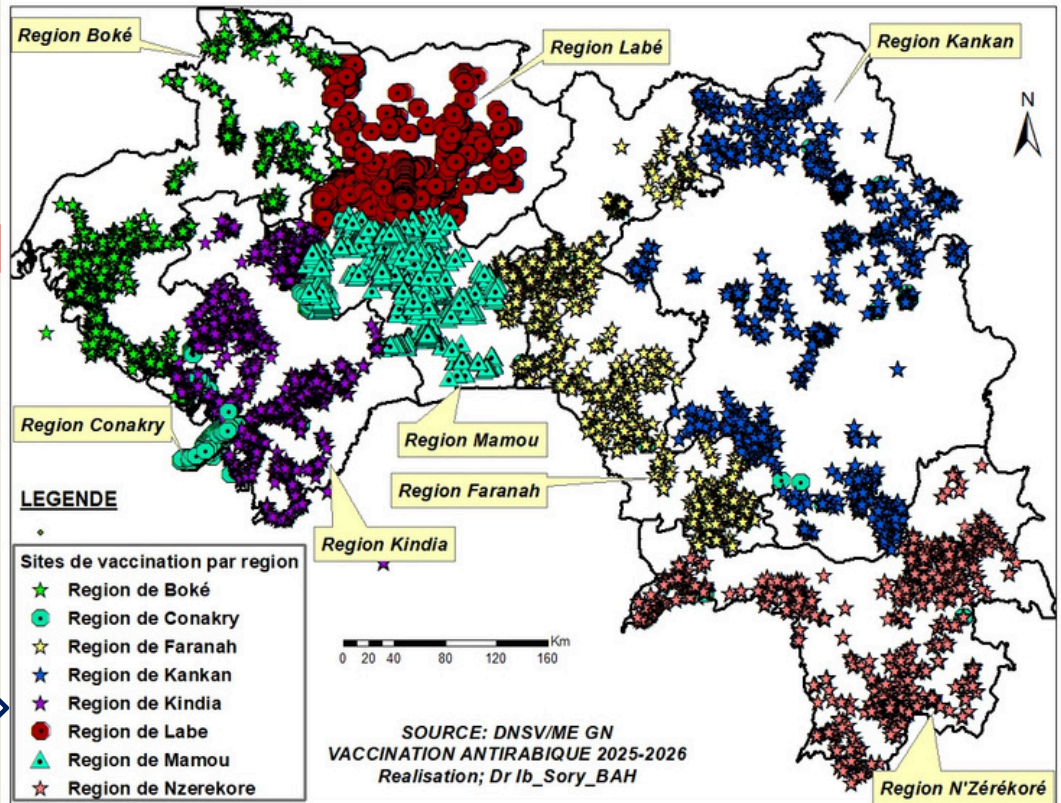 Region Boké
Region Labé
Region Kankan
N
Region Conakry
Region Mamou
Region Faranah
Region Kindia
LEGENDE
Sites de vaccination par region
Region de Boké
Region de Conakry
Region de Faranah
Region de Kankan
Region de Kindia
Region de Labe
Region de Mamou
Region de Nzerekore
Km
0 20 40 80 120 160
SOURCE: DNSV/ME GN
VACCINATION ANTIRABIQUE 2025-2026
Realisation; Dr Ib_Sory_BAH
Region N'Zérékoré